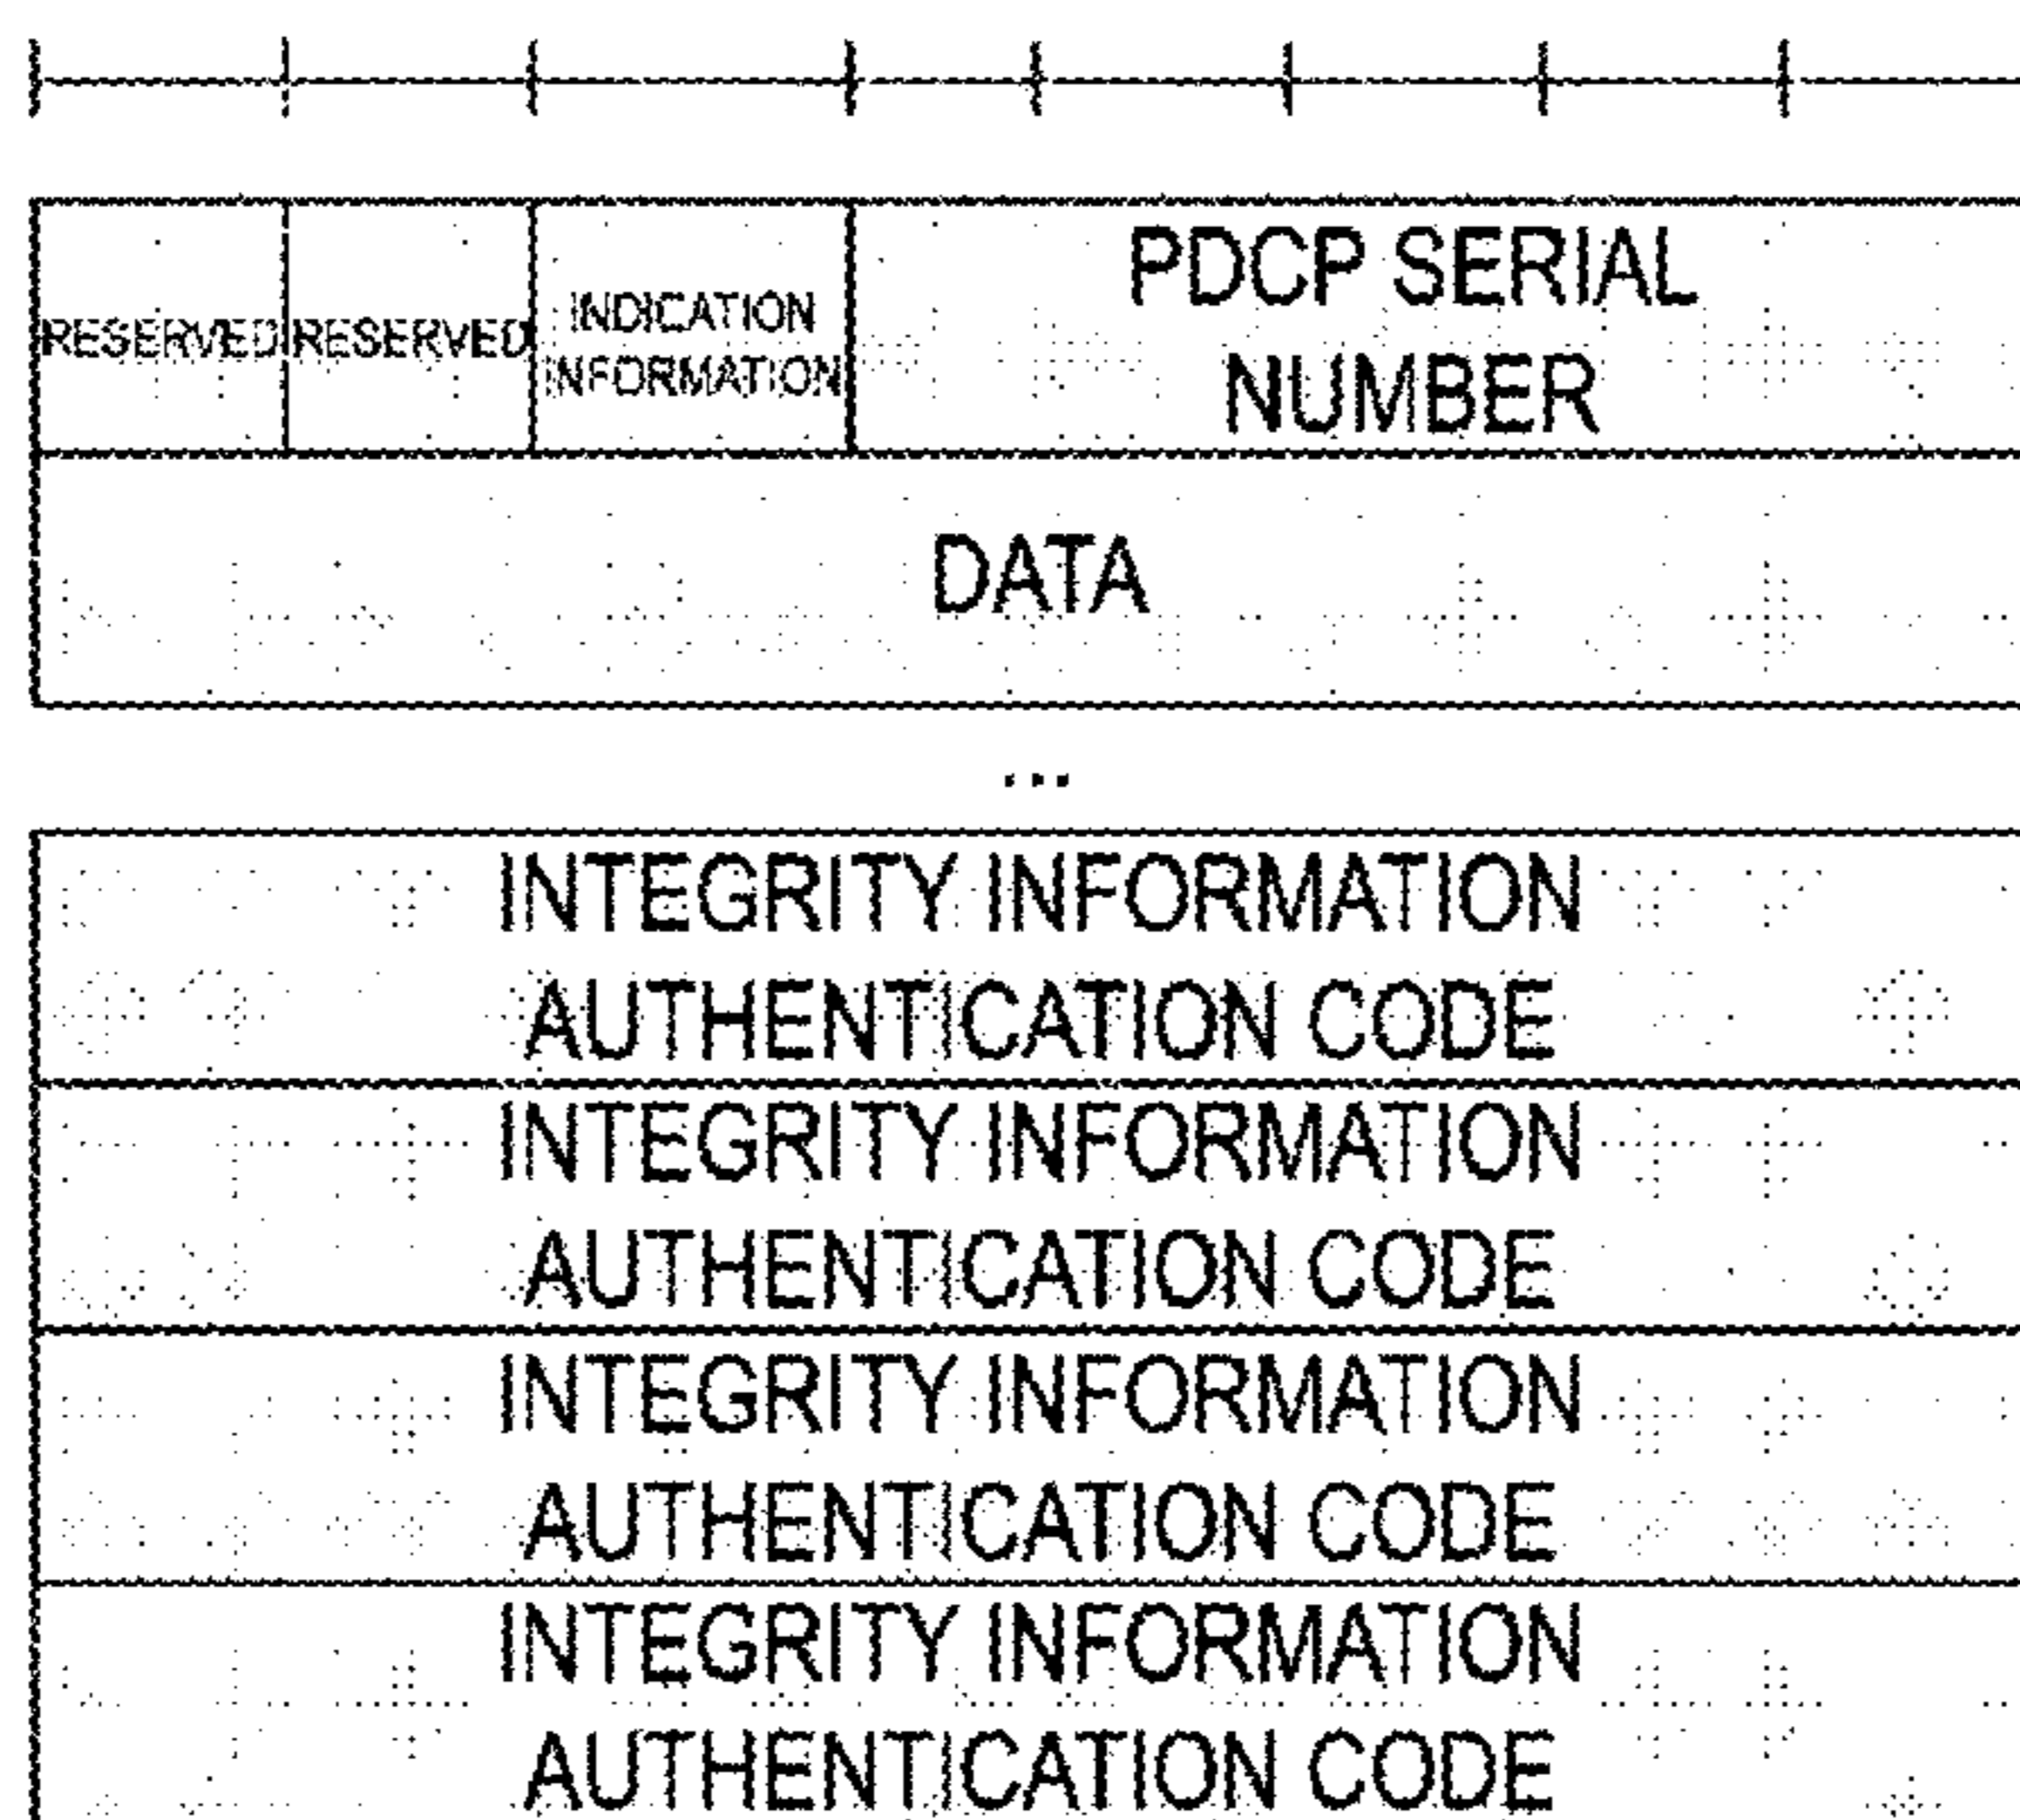 RESERVED
RESERVED
INDICATION
INFORMATION
PDCP SERIAL
NUMBER
DATA
...
INTEGRITY INFORMATION
AUTHENTICATION CODE
INTEGRITY INFORMATION
AUTHENTICATION CODE
INTEGRITY INFORMATION
AUTHENTICATION CODE
INTEGRITY INFORMATION
AUTHENTICATION CODE